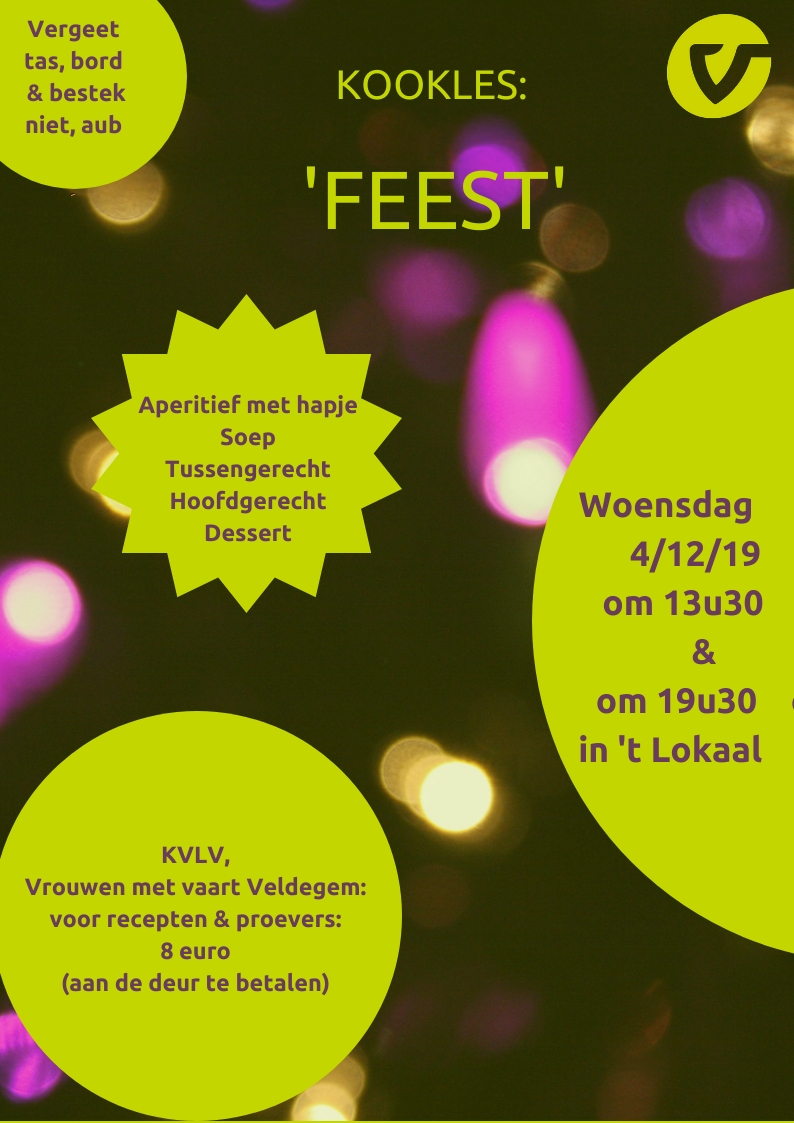 Vergeet
tas, bord
& bestek
niet, aub
KOOKLES:
'FEEST'
Aperitief met hapje
Soep
Tussengerecht
Hoofdgerecht
Dessert
Woensdag
4/12/19
om 13u30
&
om 19u30
in 't Lokaal
KVLV,
Vrouwen met vaart Veldegem:
voor recepten & proevers:
8 euro
(aan de deur te betalen)